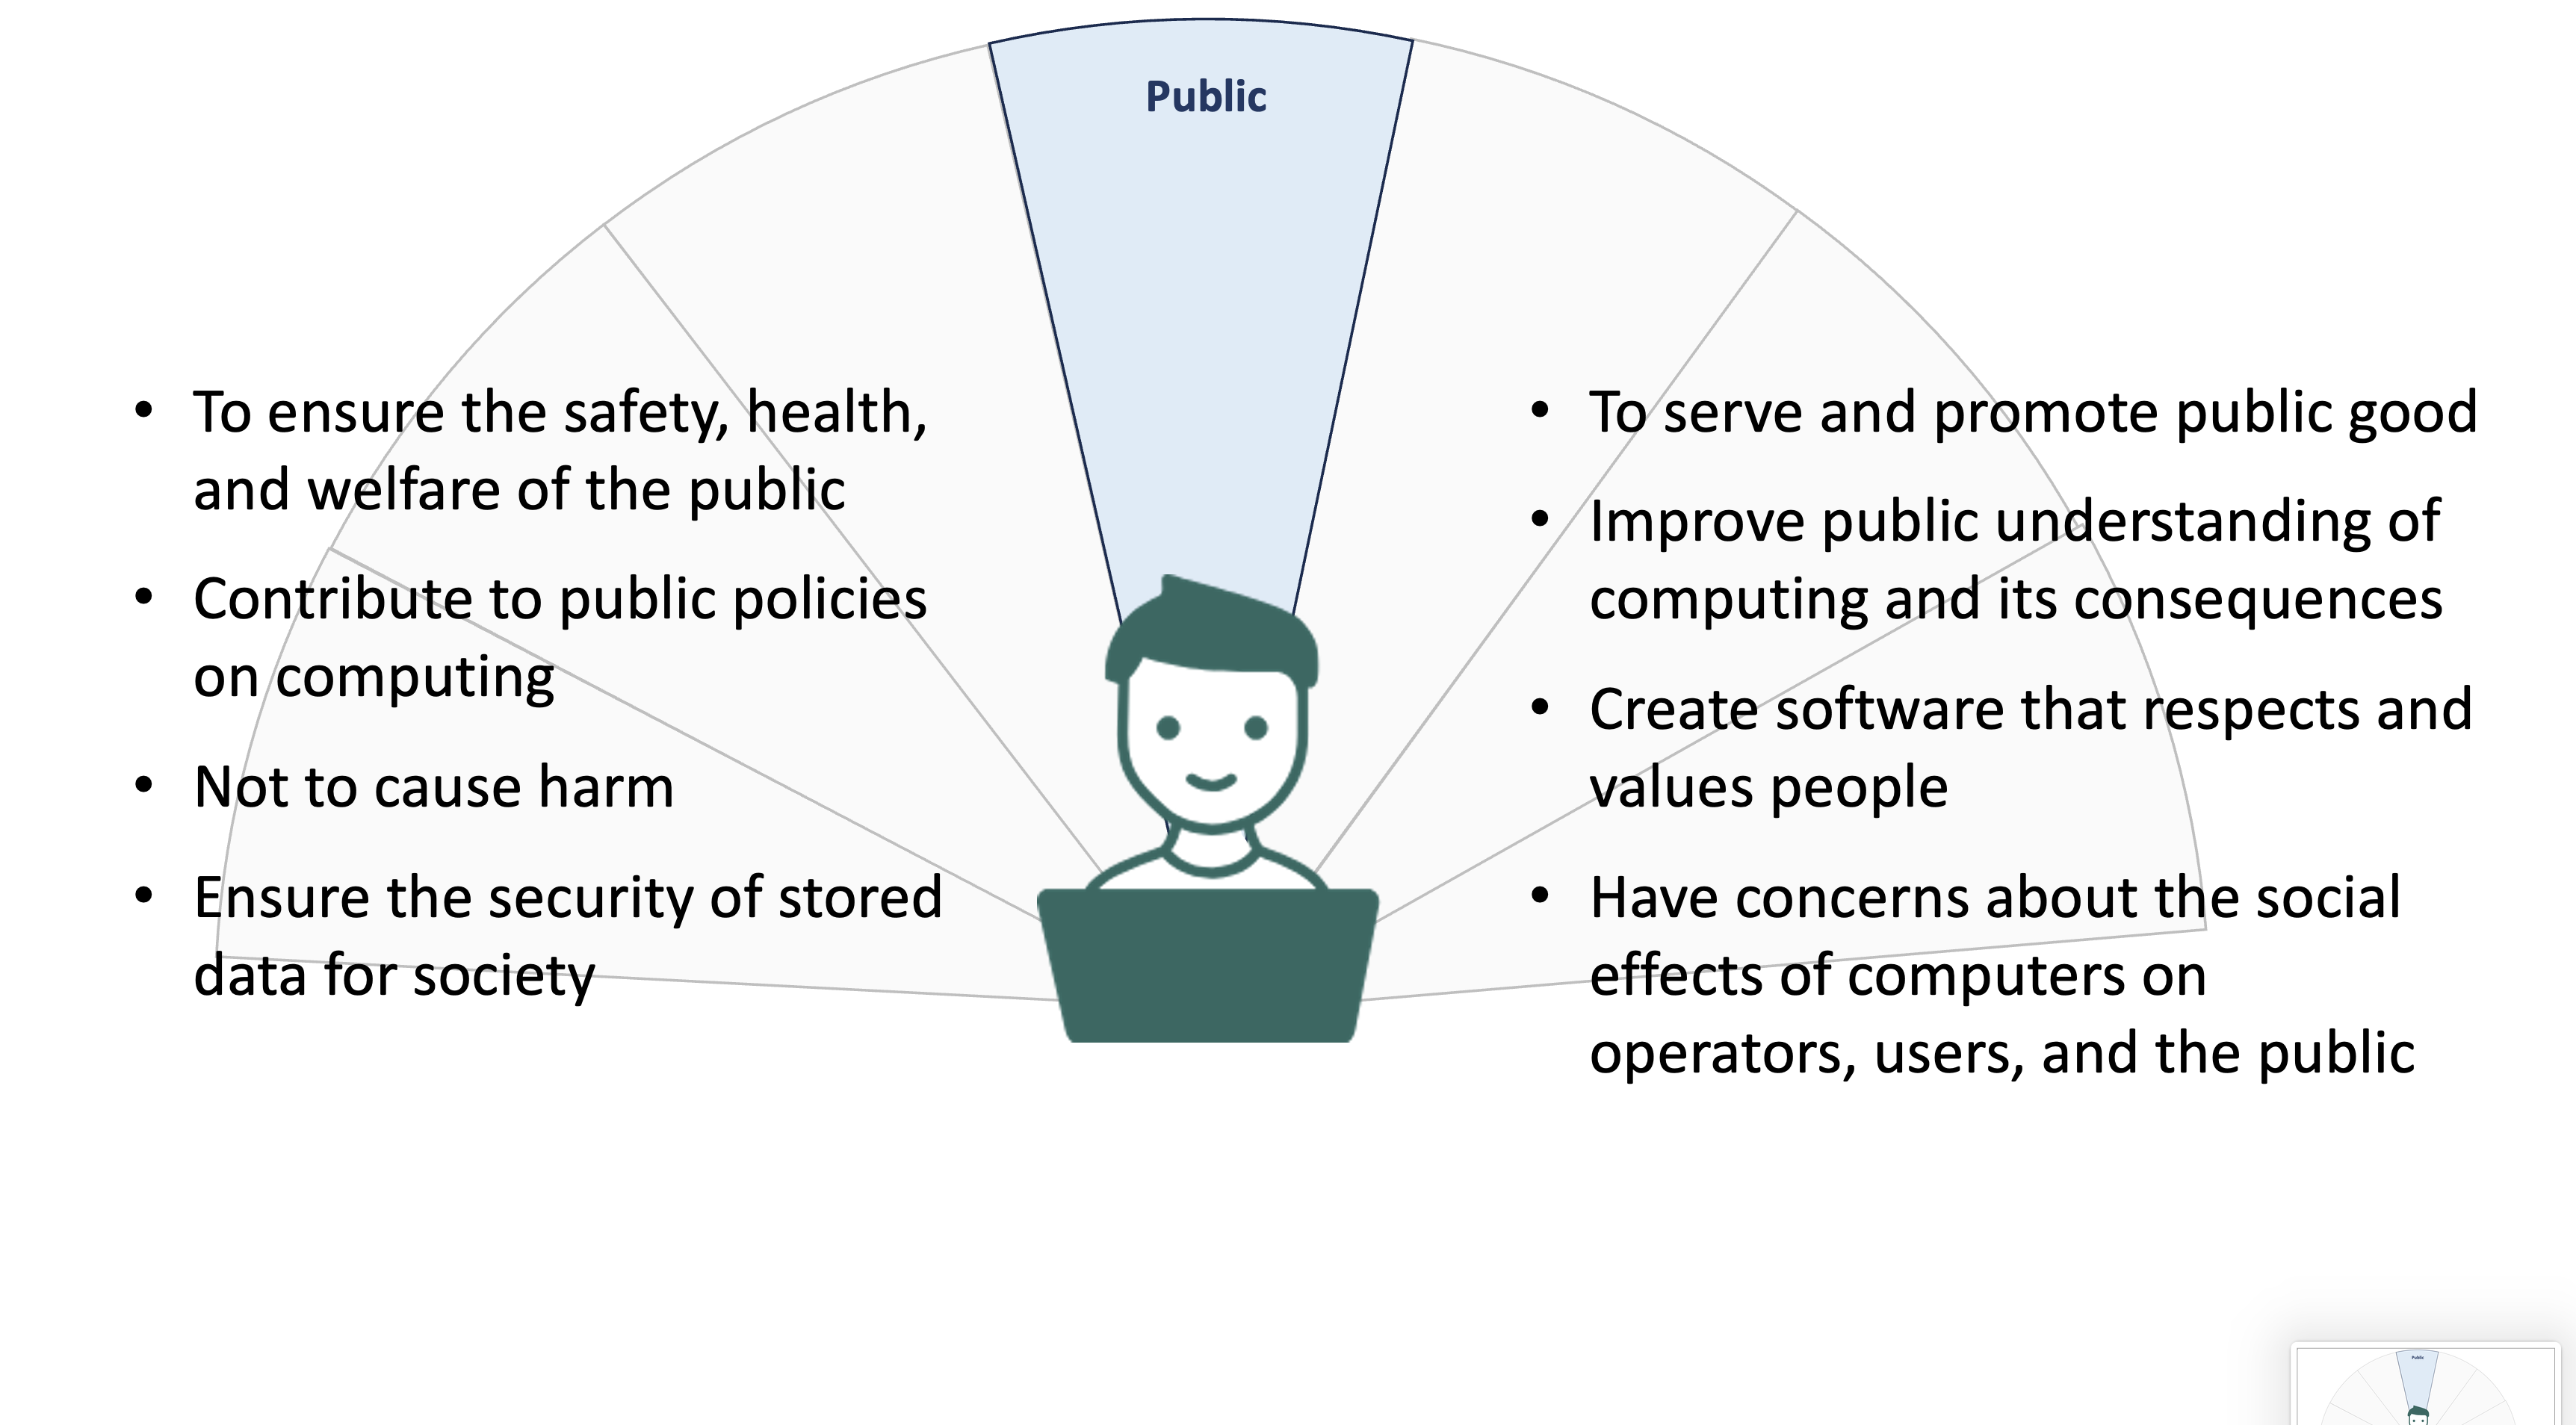 Public
• To ensure the safety, health,
and welfare of the public
• Contribute to public policies
on computing
• Not to cause harm
• Ensure the security of stored
data for society
• To serve and promote public good
• Improve public understanding of
computing and its consequences
• Create software that respects and
values people
• Have concerns about the social
effects of computers on
operators, users, and the public
Public